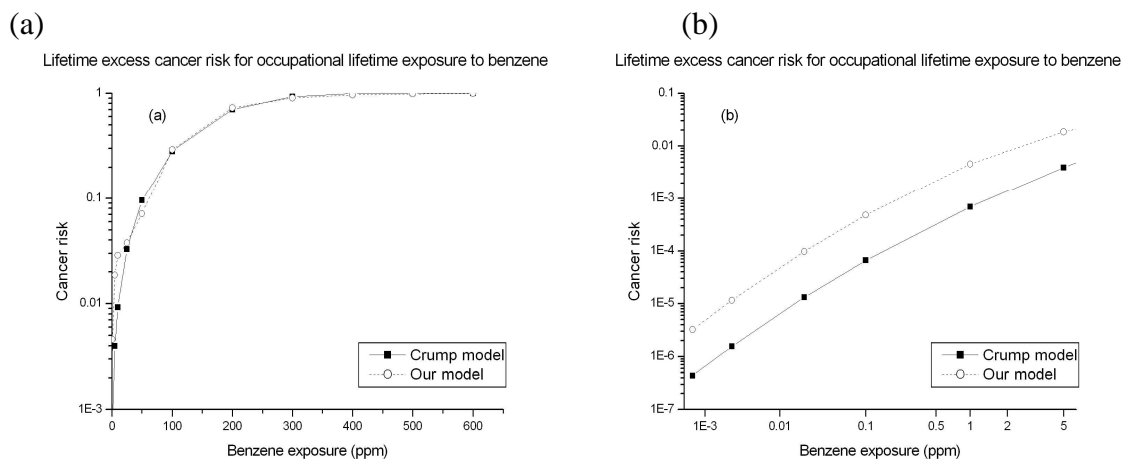 (a)
Lifetime excess cancer risk for occupational lifetime exposure to benzene
1
0.1
0.01
1E-3
Cancer risk
(a)
Crump model
Our model
0 100 200 300 400 500 600
Benzene exposure (ppm)
(b)
Lifetime excess cancer risk for occupational lifetime exposure to benzene
0.1
0.01
1E-3
1E-4
1E-5
1E-6
1E-7
Cancer risk
(b)
Crump model
Our model
1E-3 0.01 0.1 0.5 1 2 5
Benzene exposure (ppm)